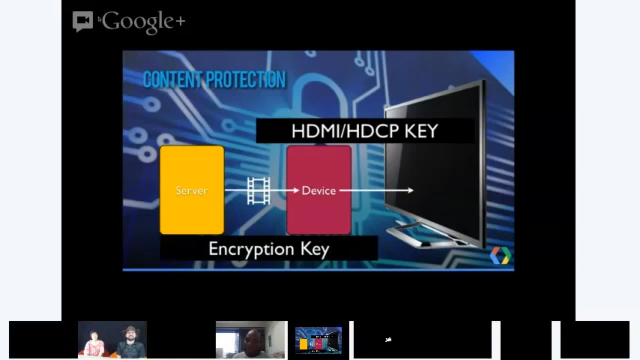 Google+
CONTENT PROTECTION
HDMI/HDCP KEY
Server
Device
Encryption Key